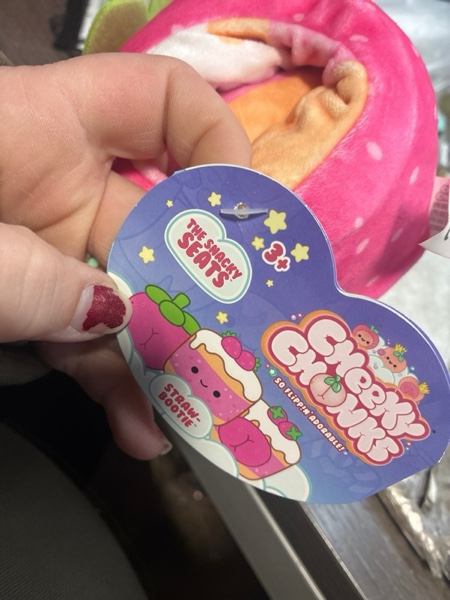 THE SNACKY
SEATS
3+
CHEEKY
CHONKS
SO FLIPPIN' ADORABLE!
STRAW-
BOOTIE